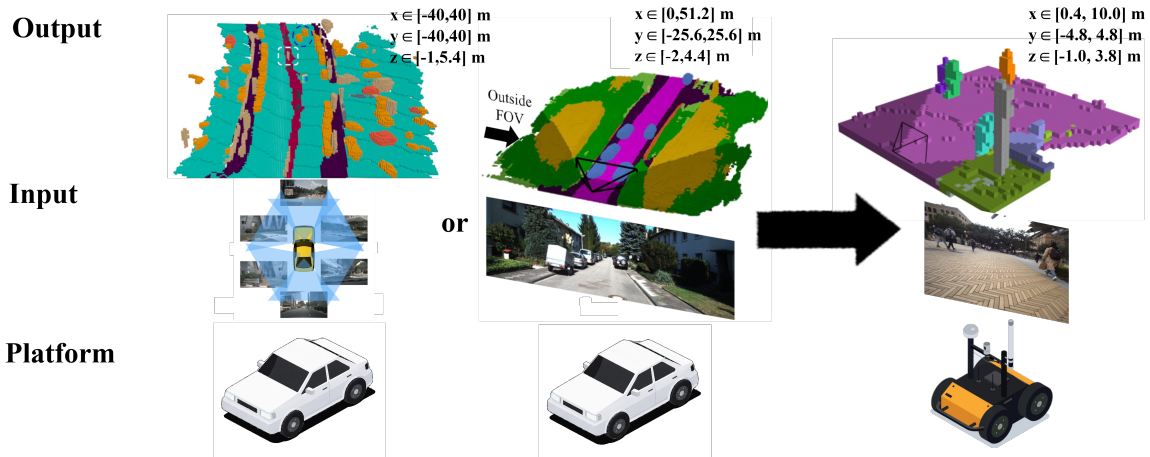 Output
x ∈ [-40,40] m
y ∈ [-40,40] m
z ∈ [-1,5.4] m
x ∈ [0,51.2] m
y ∈ [-25.6,25.6] m
z ∈ [-2,4.4] m
x ∈ [0.4, 10.0] m
y ∈ [-4.8, 4.8] m
z ∈ [-1.0, 3.8] m
Outside
FOV
Input
or
Platform